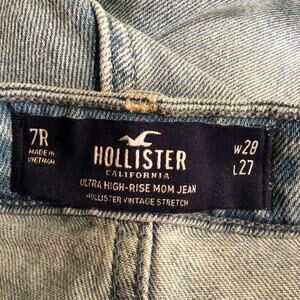 7R
MADE IN
VIETNAM
HOLLISTER
CALIFORNIA
ULTRA HIGH-RISE MOM JEAN
HOLLISTER VINTAGE STRETCH
W28
L27